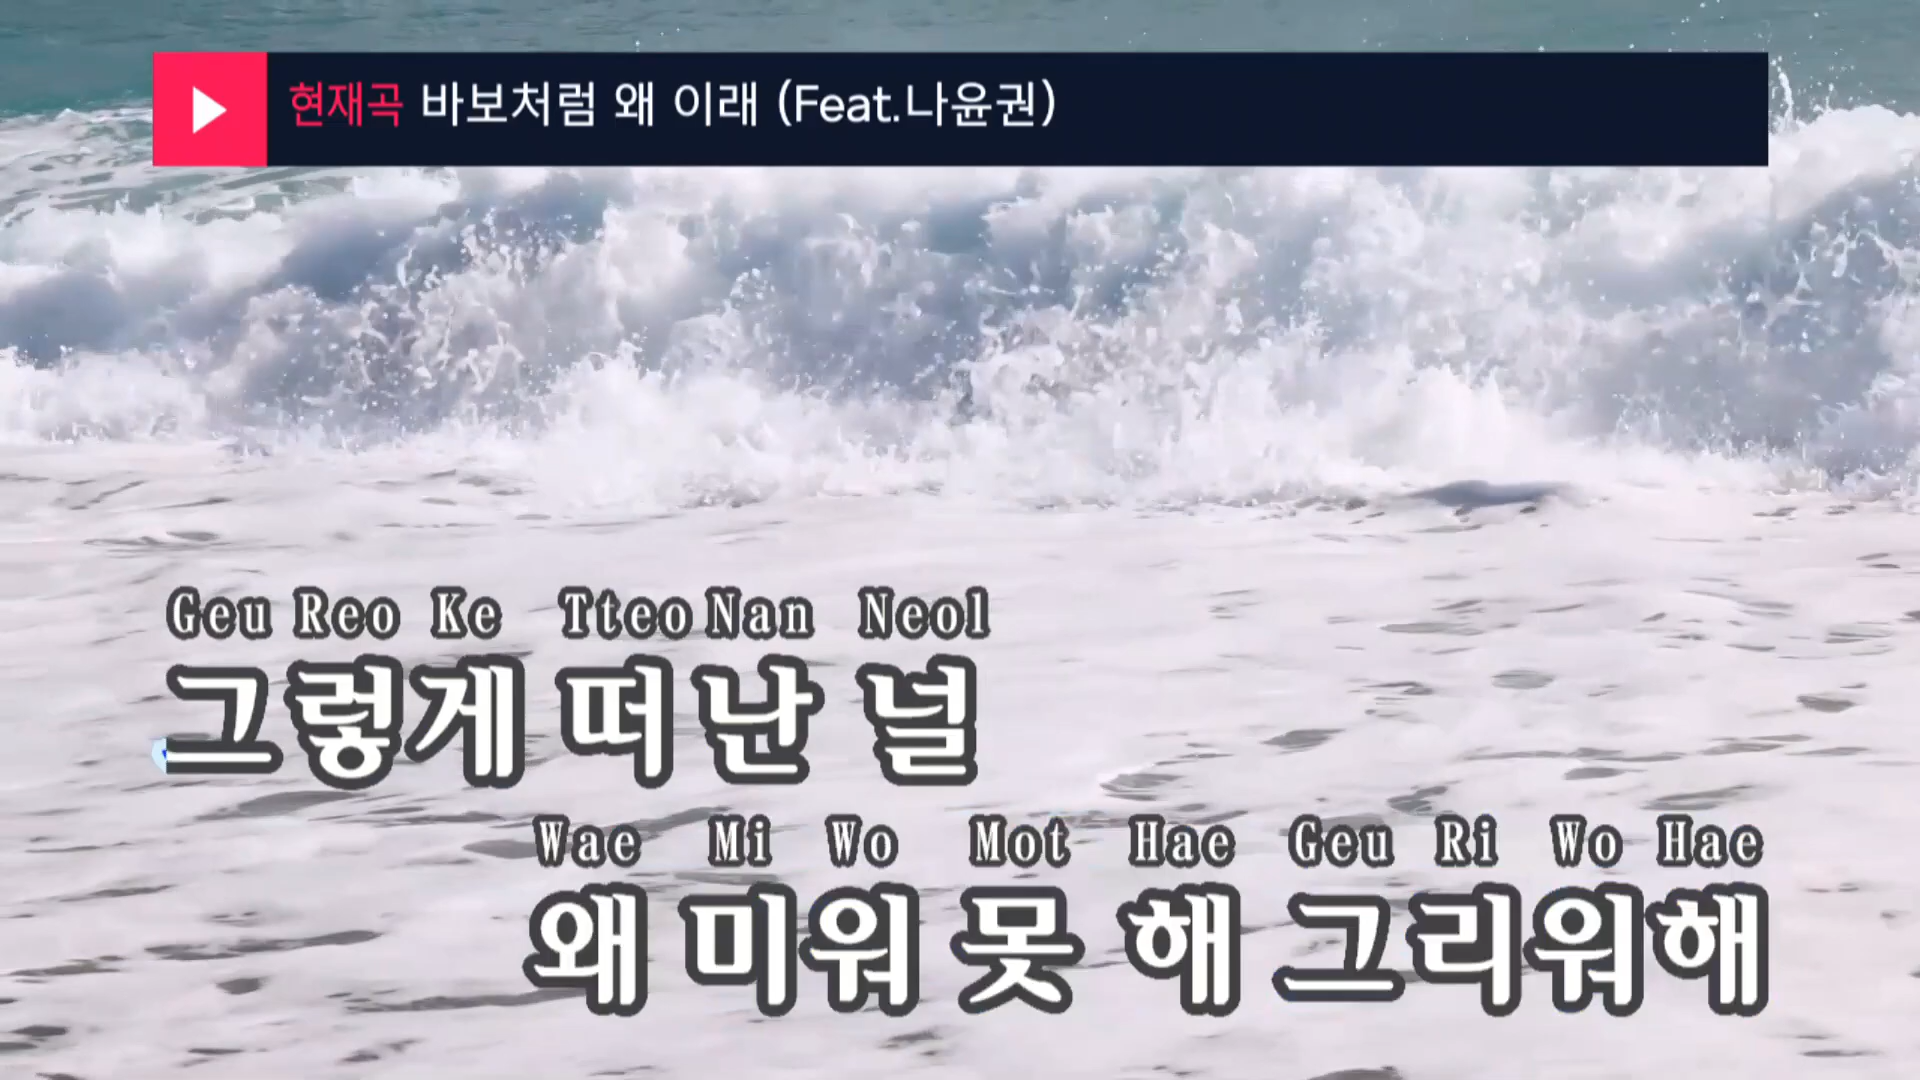 현재곡 바보처럼 왜 이래 (Feat.나윤권)
Geu Reo Ke Tteo Nan Neol
그렇게 떠난 널
Wae Mi Wo Mot Hae Geu Ri Wo Hae
왜 미워 못 해 그리워해